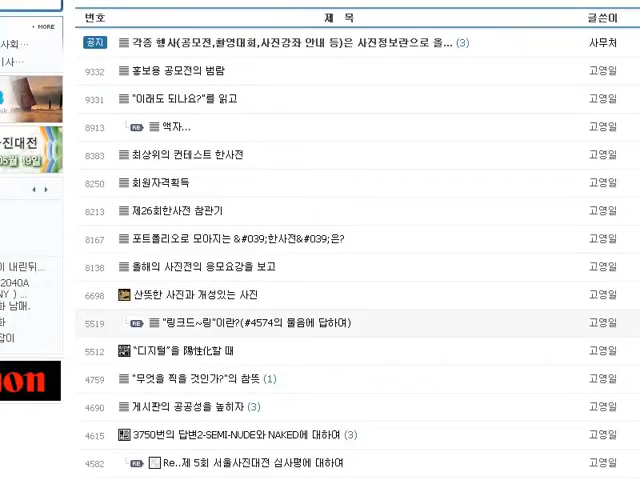 MORE
사회…
기사…
진대전
05월 19일
이 내린뒤...
2040A
NY ) ...
화 남매.
화
잡이
on
번호 제 목 글쓴이
공지 각종 행사(공모전,촬영대회,사진강좌 안내 등)은 사진정보란으로 올... (3) 사무처
9332 홍보용 공모전의 범람 고영일
9331 "이래도 되나요?"를 읽고 고영일
8913 RE 액자... 고영일
8383 최상위의 컨테스트 한사전 고영일
8250 회원자격획득 고영일
8213 제26회한사전 참관기 고영일
8167 포트폴리오로 모아지는 &#039;한사전&#039;은? 고영일
8138 올해의 사진전의 응모요강을 보고 고영일
6698 산뜻한 사진과 개성있는 사진 고영일
5519 RE "링크드~링"이란?(#4574의 물음에 답하여) 고영일
5512 "디지털"을 陽性化할 때 고영일
4759 "무엇을 찍을 것인가?"의 참뜻 (1) 고영일
4690 게시판의 공공성을 높히자 (3) 고영일
4615 3750번의 답변2-SEMI-NUDE와 NAKED에 대하여 (3) 고영일
4582 RE Re..제 5회 서울사진대전 심사평에 대하여 고영일